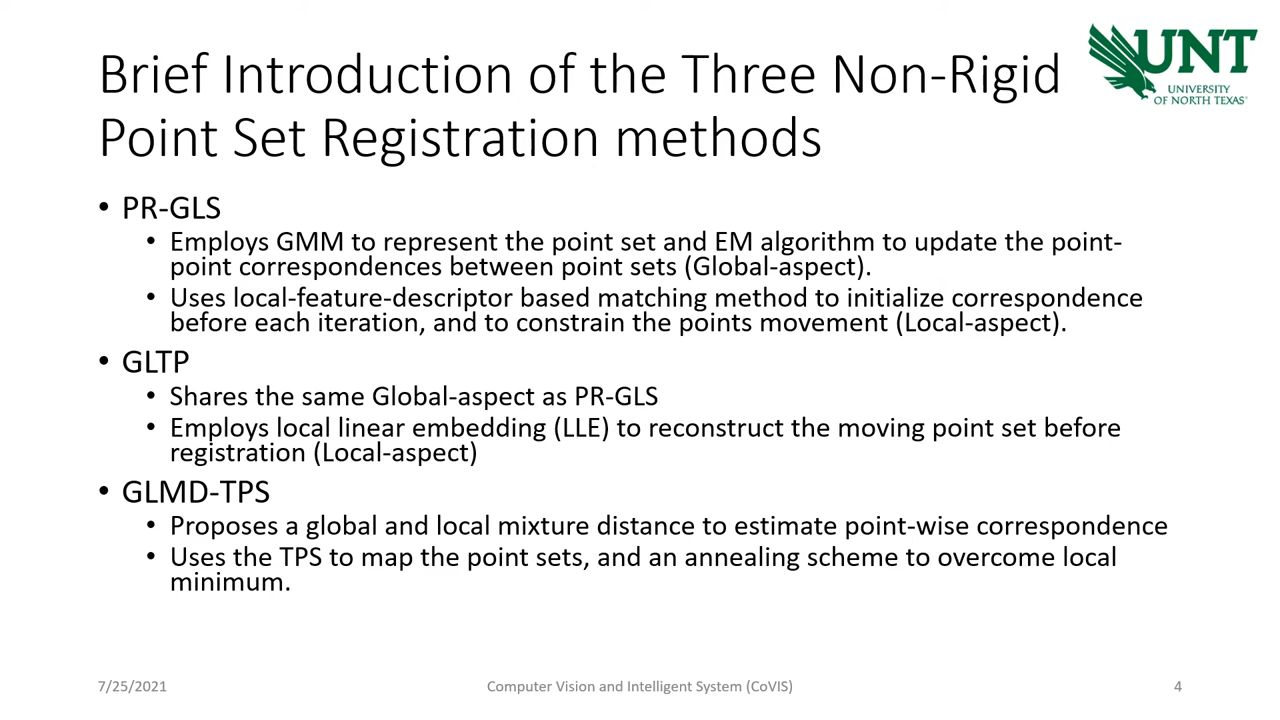 Brief Introduction of the Three Non-Rigid
Point Set Registration methods
UNT
UNIVERSITY
OF NORTH TEXAS
• PR-GLS
• Employs GMM to represent the point set and EM algorithm to update the point-
point correspondences between point sets (Global-aspect).
• Uses local-feature-descriptor based matching method to initialize correspondence
before each iteration, and to constrain the points movement (Local-aspect).
• GLTP
• Shares the same Global-aspect as PR-GLS
• Employs local linear embedding (LLE) to reconstruct the moving point set before
registration (Local-aspect)
• GLMD-TPS
• Proposes a global and local mixture distance to estimate point-wise correspondence
• Uses the TPS to map the point sets, and an annealing scheme to overcome local
minimum.
7/25/2021
Computer Vision and Intelligent System (CoVIS)
4